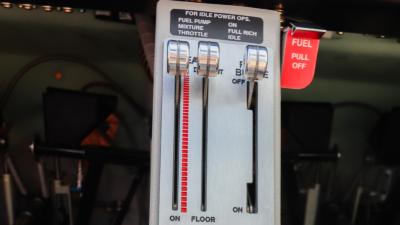 FOR IDLE POWER OPS.
FUEL PUMP ON
MIXTURE FULL RICH
THROTTLE IDLE
FUEL
PULL
OFF
OFF
ON FLOOR
ON